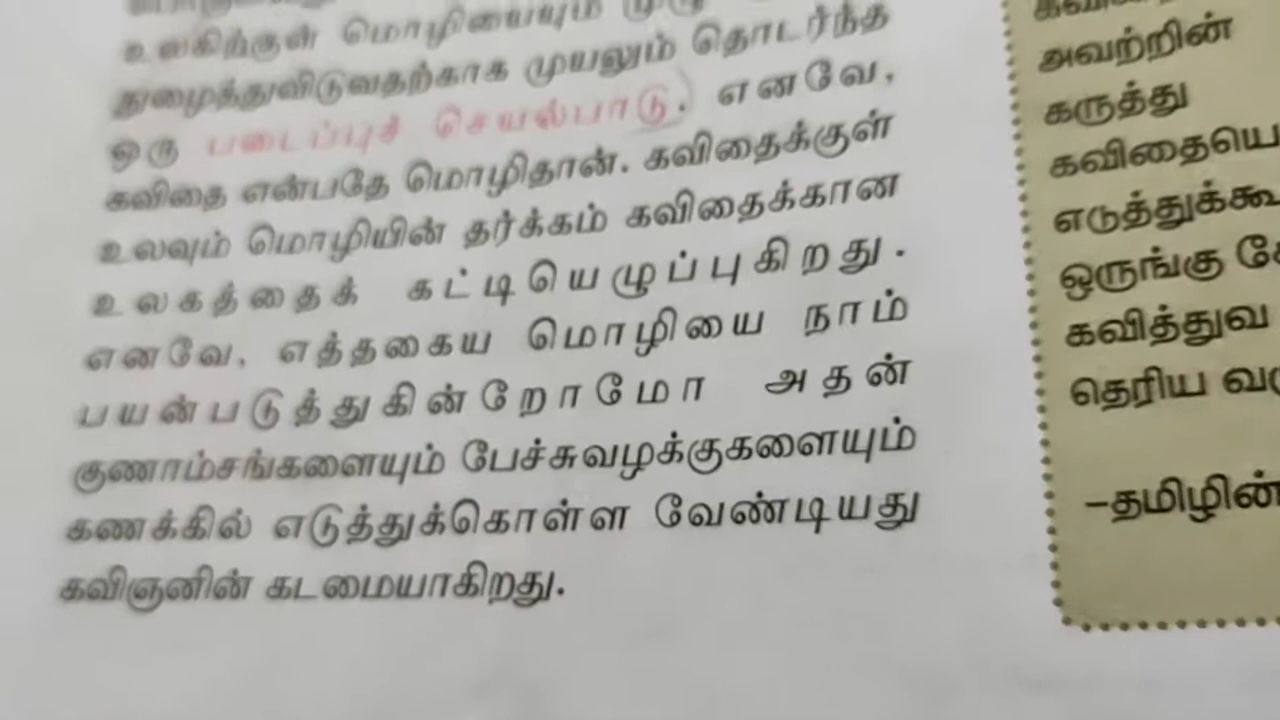 உலகிற்குள் மொழியையும்
நுழைத்துவிடுவதற்காக முயலும் தொடர்ந்த
ஒரு படைப்புச் செயல்பாடு. எனவே,
கவிதை என்பதே மொழிதான். கவிதைக்குள்
உலவும் மொழியின் தர்க்கம் கவிதைக்கான
உலகத்தைக் கட்டியெழுப்புகிறது.
எனவே, எத்தகைய மொழியை நாம்
பயன்படுத்துகின்றோமோ அதன்
குணாம்சங்களையும் பேச்சுவழக்குகளையும்
கணக்கில் எடுத்துக்கொள்ள வேண்டியது
கவிஞனின் கடமையாகிறது.
அவற்றின்
கருத்து
கவிதையெ
எடுத்துக்கூ
ஒருங்கு
கவித்துவ
தெரிய
–தமிழின்